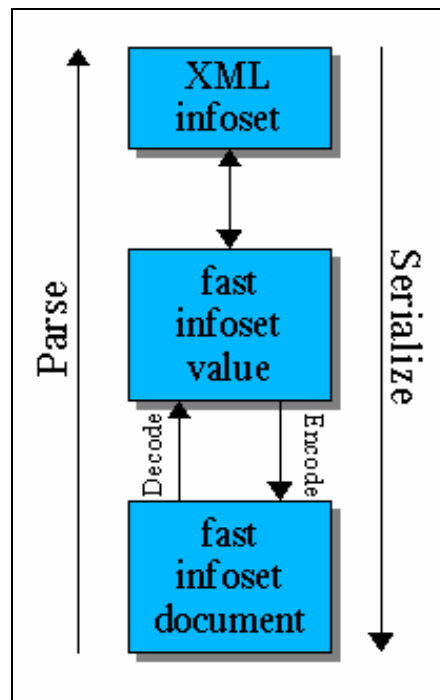 XML
infoset
Parse
Serialize
fast
infoset
value
Decode
Encode
fast
infoset
document